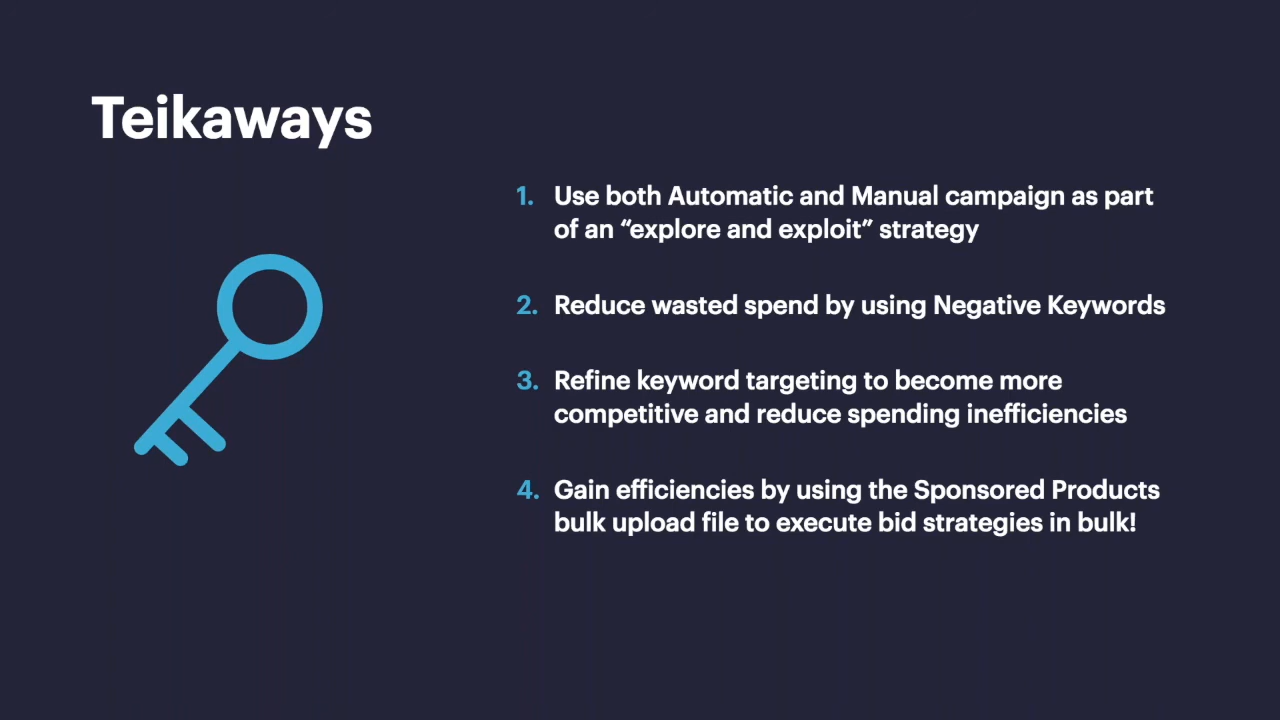 Teikaways
1. Use both Automatic and Manual campaign as part
of an “explore and exploit” strategy
2. Reduce wasted spend by using Negative Keywords
3. Refine keyword targeting to become more
competitive and reduce spending inefficiencies
4. Gain efficiencies by using the Sponsored Products
bulk upload file to execute bid strategies in bulk!